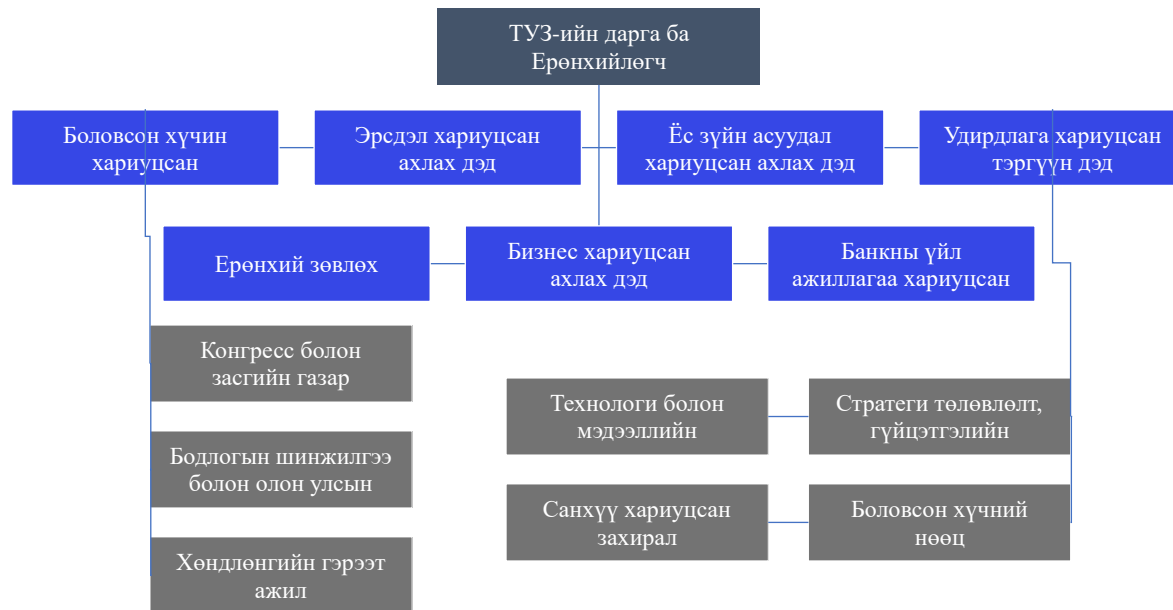 ТУЗ-ийн дарга ба
Ерөнхийлөгч
Боловсон хүчин
хариуцсан
Эрсдэл хариуцсан
ахлах дэд
Ёс зүйн асуудал
хариуцсан ахлах дэд
Удирдлага хариуцсан
тэргүүн дэд
Ерөнхий зөвлөх
Бизнес хариуцсан
ахлах дэд
Банкны үйл
ажиллагаа хариуцсан
Конгресс болон
засгийн газар
Технологи болон
мэдээллийн
Стратеги төлөвлөлт,
гүйцэтгэлийн
Бодлогын шинжилгээ
болон олон улсын
Санхүү хариуцсан
захирал
Боловсон хүчний
нөөц
Хөндлөнгийн гэрээт
ажил